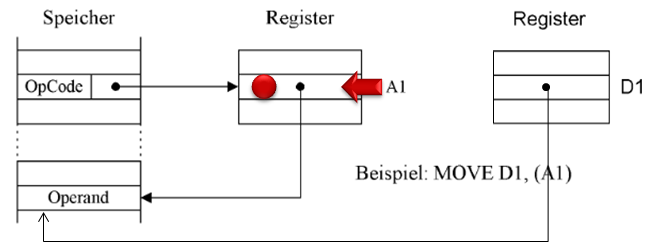 Speicher
Register
Register
OpCode
A1
D1
Operand
Beispiel: MOVE D1, (A1)